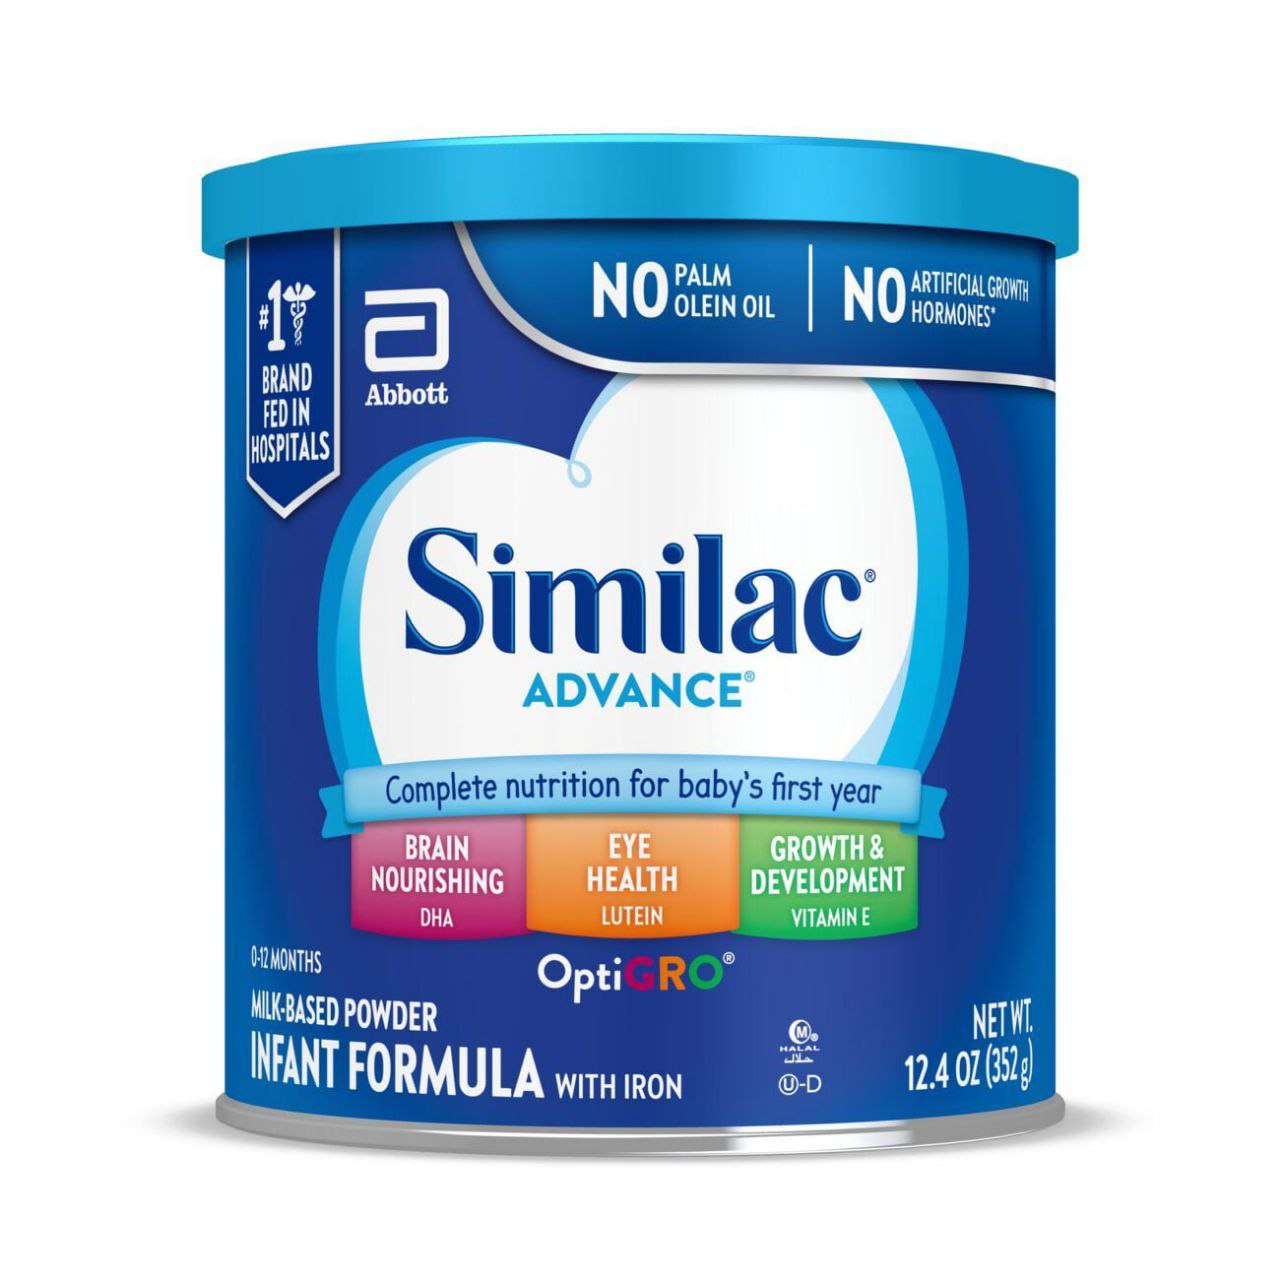 #1
BRAND
FED IN
HOSPITALS
Abbott
NO PALM OLEIN OIL
NO ARTIFICIAL GROWTH HORMONES*
Similac®
ADVANCE®
Complete nutrition for baby's first year
BRAIN
NOURISHING
DHA
EYE
HEALTH
LUTEIN
GROWTH &
DEVELOPMENT
VITAMIN E
OptiGRO®
0-12 MONTHS
MILK-BASED POWDER
INFANT FORMULA WITH IRON
M®
HALAL
حلال
U-D
NET WT.
12.4 OZ (352 g)